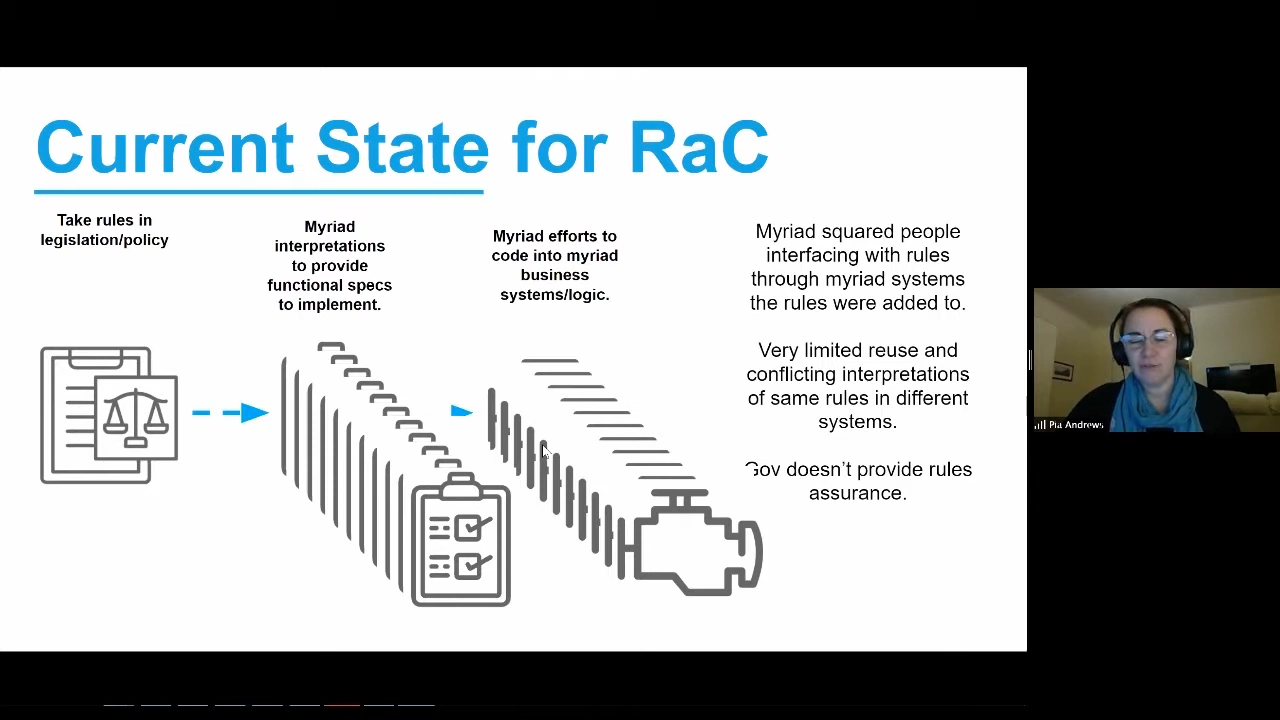 Current State for RaC
Take rules in
legislation/policy
Myriad
interpretations
to provide
functional specs
to implement.
Myriad efforts to
code into myriad
business
systems/logic.
Myriad squared people
interfacing with rules
through myriad systems
the rules were added to.
Very limited reuse and
conflicting interpretations
of same rules in different
systems.
Gov doesn't provide rules
assurance.
Pia Andrews